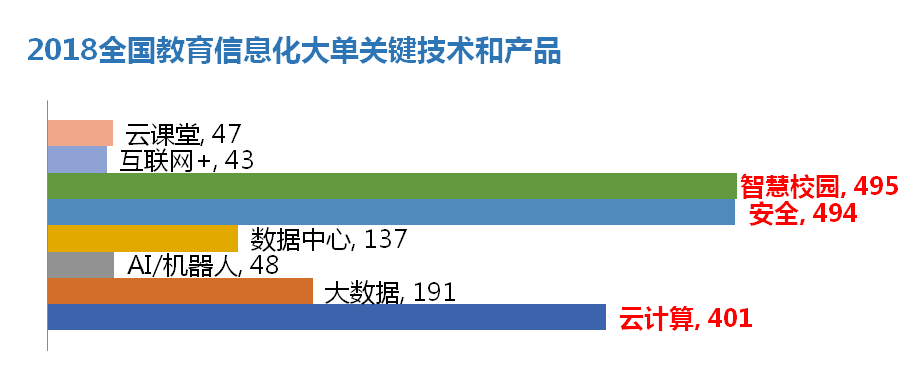 2018全国教育信息化大单关键技术和产品
云课堂, 47
互联网+, 43
智慧校园, 495
安全, 494
数据中心, 137
AI/机器人, 48
大数据, 191
云计算, 401